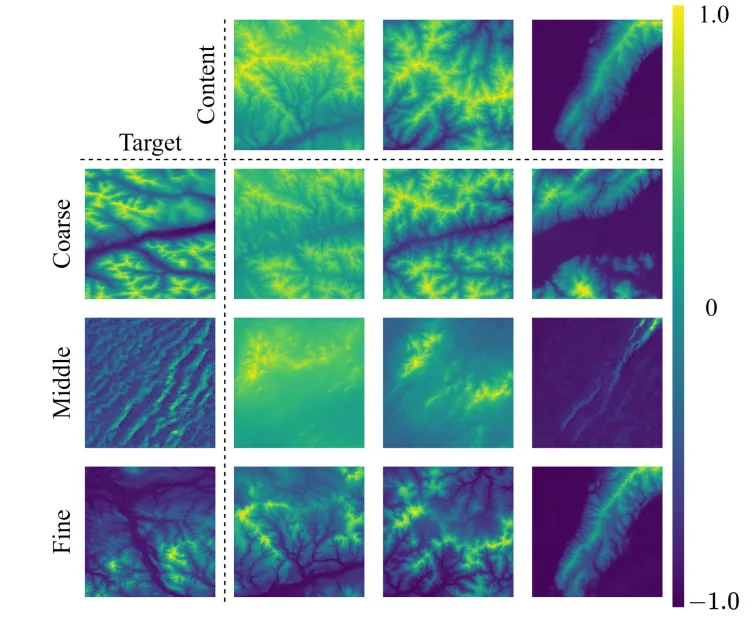 Content
Target
Coarse
Middle
Fine
1.0
0
−1.0